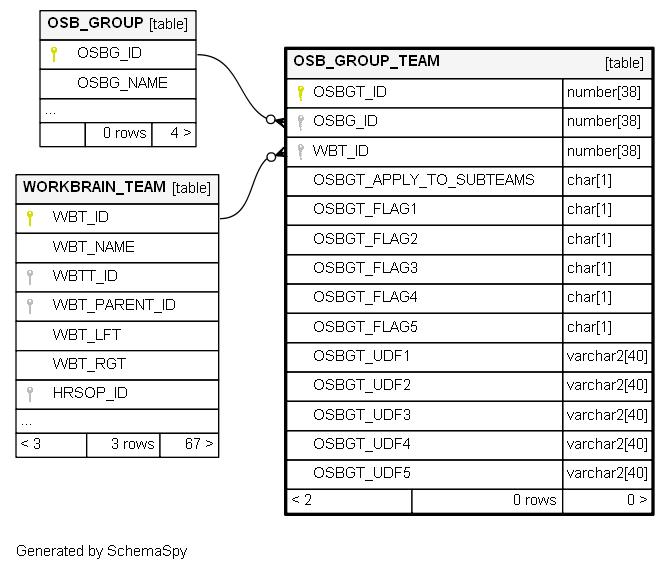 OSB_GROUP [table]
OSBG_ID
OSBG_NAME
...
0 rows 4 >
WORKBRAIN_TEAM [table]
WBT_ID
WBT_NAME
WBTT_ID
WBT_PARENT_ID
WBT_LFT
WBT_RGT
HRSOP_ID
...
< 3 3 rows 67 >
OSB_GROUP_TEAM [table]
OSBGT_ID number[38]
OSBG_ID number[38]
WBT_ID number[38]
OSBGT_APPLY_TO_SUBTEAMS char[1]
OSBGT_FLAG1 char[1]
OSBGT_FLAG2 char[1]
OSBGT_FLAG3 char[1]
OSBGT_FLAG4 char[1]
OSBGT_FLAG5 char[1]
OSBGT_UDF1 varchar2[40]
OSBGT_UDF2 varchar2[40]
OSBGT_UDF3 varchar2[40]
OSBGT_UDF4 varchar2[40]
OSBGT_UDF5 varchar2[40]
< 2 0 rows 0 >
Generated by SchemaSpy